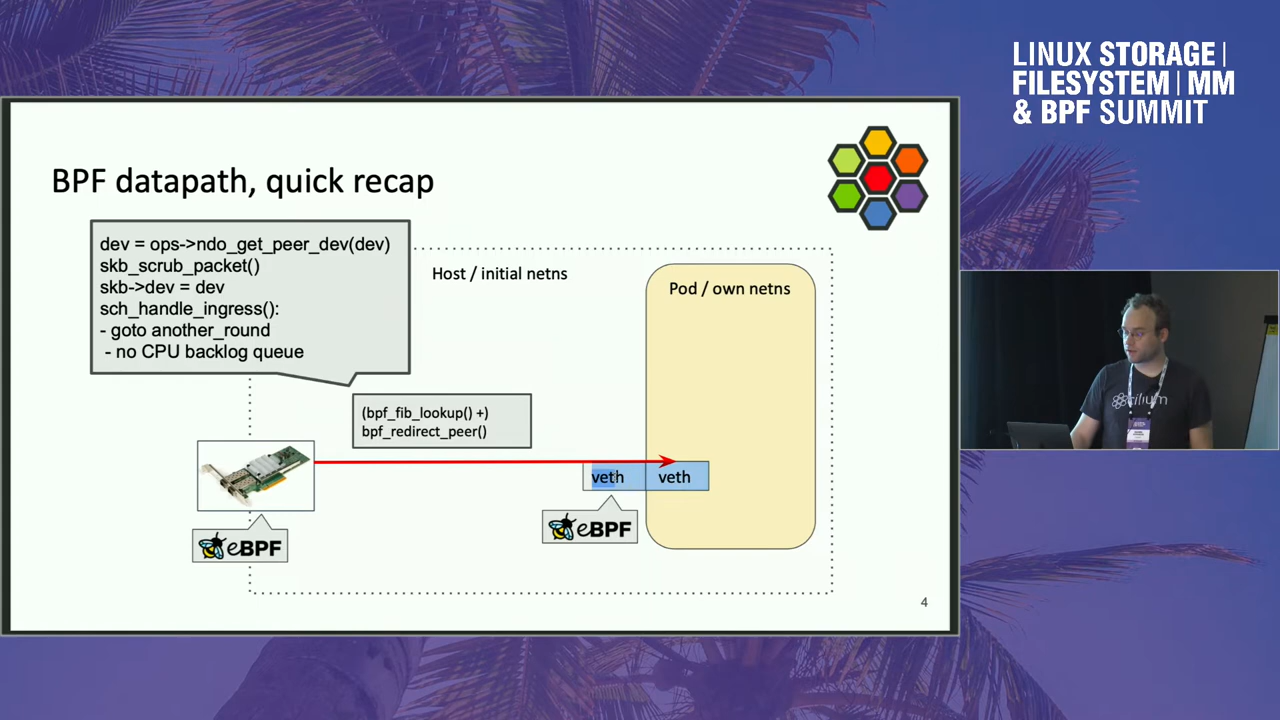 LINUX STORAGE |
FILESYSTEM | MM
& BPF SUMMIT
BPF datapath, quick recap
dev = ops->ndo_get_peer_dev(dev)
skb_scrub_packet()
skb->dev = dev
sch_handle_ingress():
- goto another_round
- no CPU backlog queue
Host / initial netns
Pod / own netns
(bpf_fib_lookup() +)
bpf_redirect_peer()
veth
veth
eBPF
eBPF
4
cilium